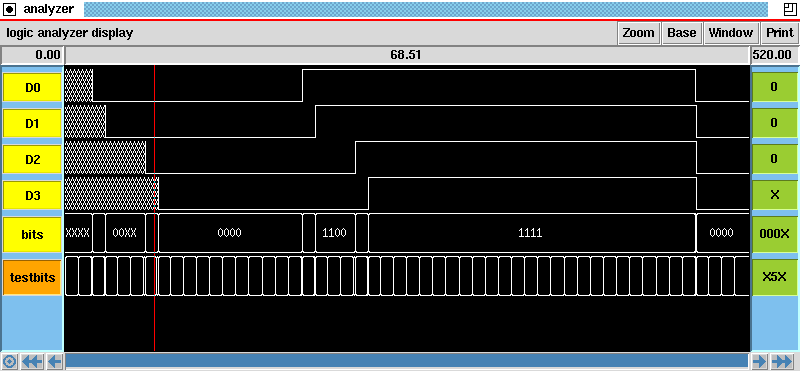 analyzer
logic analyzer display Zoom Base Window Print
0.00 68.51 520.00
D0 0
D1 0
D2 0
D3 X
bits XXXX 00XX 0000 1100 1111 0000 000X
testbits X5X